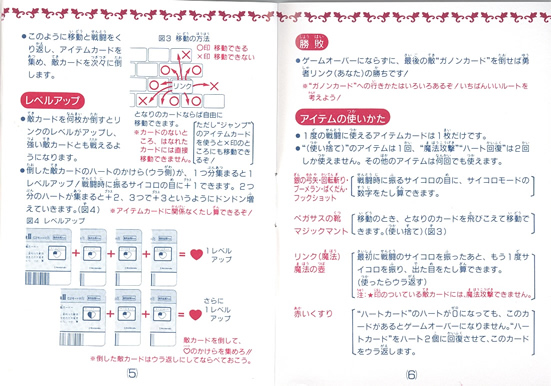 ●このように移動と戦闘をく
り返し、アイテムカードを
集め、敵カードを次々に倒
します。
図3 移動の方法
○印 移動できる
×印 移動できない
リンク
となりのカードならば自由に
移動できます。
※カードのないと
ころ、はなれた
カードには直接
移動できません。
ただし“ジャンプ”
のアイテムカード
を使うと×印のと
ころにも移動でき
るぞ!
レベルアップ
●敵カードを何枚か倒すとリ
ンクのレベルがアップし、
強い敵カードとも戦えるよ
うになります。
●倒した敵カードのハートのかけら(ウラ側)が、1つ分集まると1
レベルアップ!戦闘時に振るサイコロの目に+1できます。2つ
分のハートが集まると+2、3つで+3というようにドンドン増
えていきます。(図4)
※アイテムカードに関係なくたし算できるぞ!
図4 レベルアップ
+ + + = ♥ 1レベル
アップ
+ + + = ♥ さらに
1レベル
アップ
敵カードを倒して、
♡のかけらを集めろ!!
※倒した敵カードはウラ返しにしてならべておこう。
5
勝敗
●ゲームオーバーにならずに、最後の敵“ガノンカード”を倒せば勇
者リンク(あなた)の勝ちです!
※“ガノンカード”への行きかたはいろいろあるぞ!いちばんいいルートを
考えよう!
アイテムの使いかた
●1度の戦闘に使えるアイテムカードは1枚だけです。
●“(使い捨て)”のアイテムは1回、“魔法攻撃”“ハート回復”は2回
しか使えません。その他のアイテムは何回でも使えます。
銀の弓矢・回転斬り・
ブーメラン・ばくだん・
フックショット
戦闘時に振るサイコロの目に、サイコロモードの
数字をたし算できます。
ペガサスの靴
マジックマント
移動のとき、となりのカードを飛びこえて移動で
きます。(使い捨て)(図3)
リンク(魔法)
魔法の壺
最初に戦闘時のサイコロを振ったあと、もう1度サ
イコロを振り、出た目をたし算できます。
(使ったらウラ返す)
注:★印のついている敵カードには、魔法攻撃できません。
赤いくすり
“ハートカード”のハートが0になっても、このカ
ードがあるとゲームオーバーになりません。“ハー
トカード”をハート2個に回復させて、このカード
をウラ返します。
6